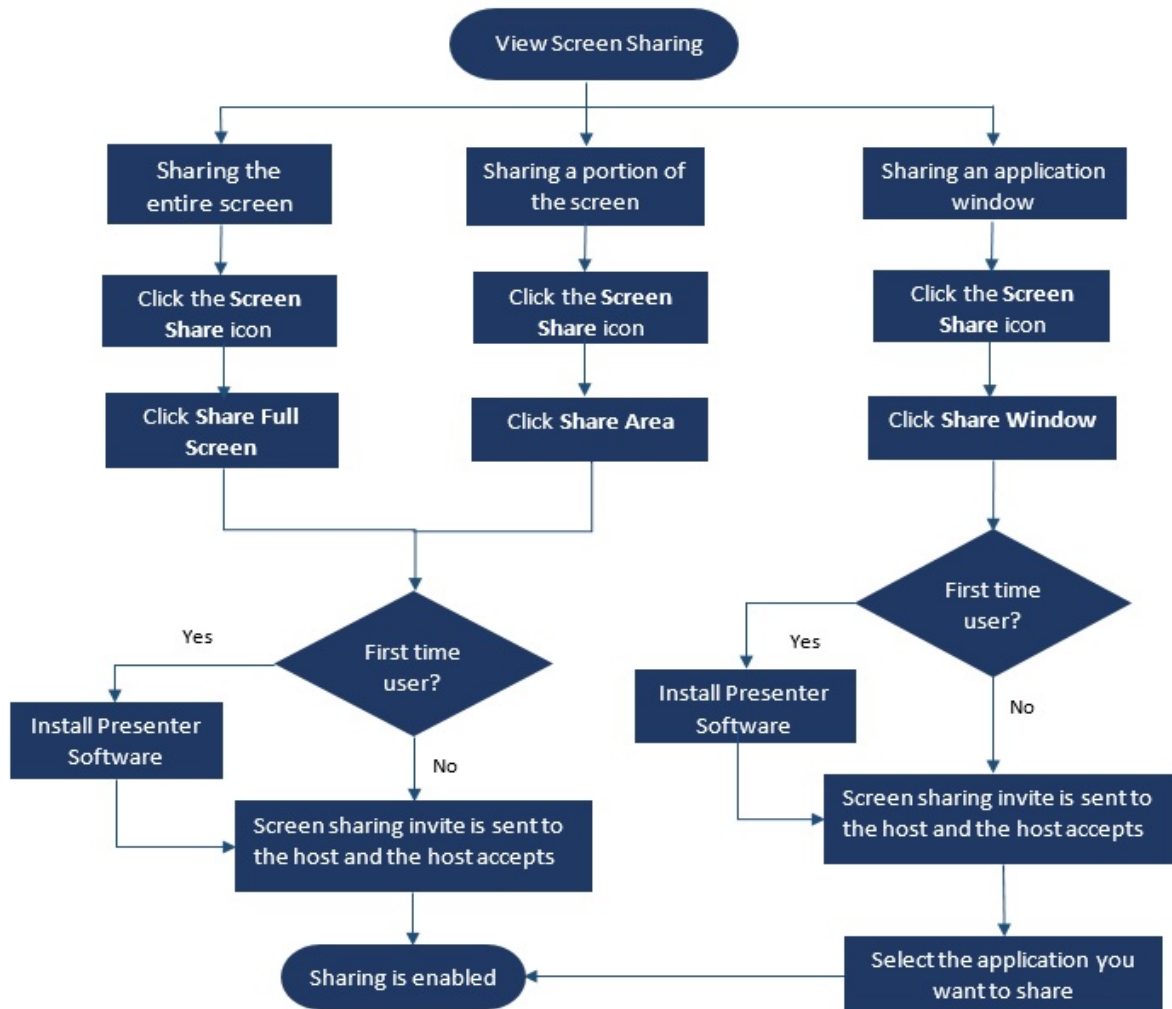 View Screen Sharing
Sharing the
entire screen
Sharing a portion of
the screen
Sharing an application
window
Click the Screen
Share icon
Click the Screen
Share icon
Click the Screen
Share icon
Click Share Full
Screen
Click Share Area
Click Share Window
First time
user?
Yes
Install Presenter
Software
No
Screen sharing invite is sent to
the host and the host accepts
First time
user?
Yes
Install Presenter
Software
No
Screen sharing invite is sent to
the host and the host accepts
Select the application you
want to share
Sharing is enabled